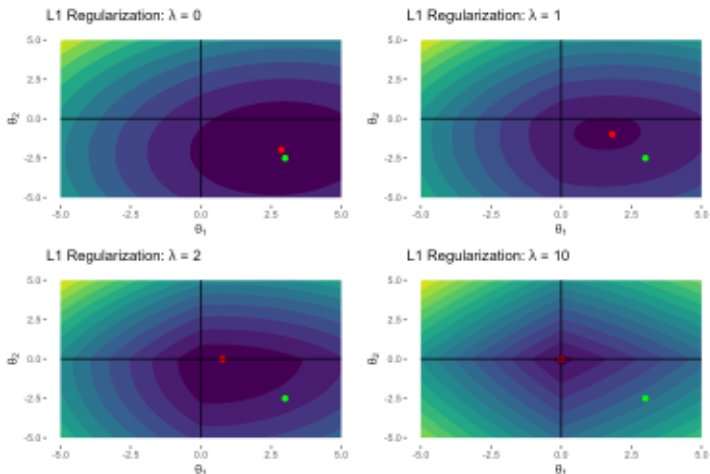 L1 Regularization: λ = 0
5.0
2.5
0.0
-2.5
-5.0
θ2
-5.0 -2.5 0.0 2.5 5.0
θ1
L1 Regularization: λ = 1
5.0
2.5
0.0
-2.5
-5.0
θ2
-5.0 -2.5 0.0 2.5 5.0
θ1
L1 Regularization: λ = 2
5.0
2.5
0.0
-2.5
-5.0
θ2
-5.0 -2.5 0.0 2.5 5.0
θ1
L1 Regularization: λ = 10
5.0
2.5
0.0
-2.5
-5.0
θ2
-5.0 -2.5 0.0 2.5 5.0
θ1